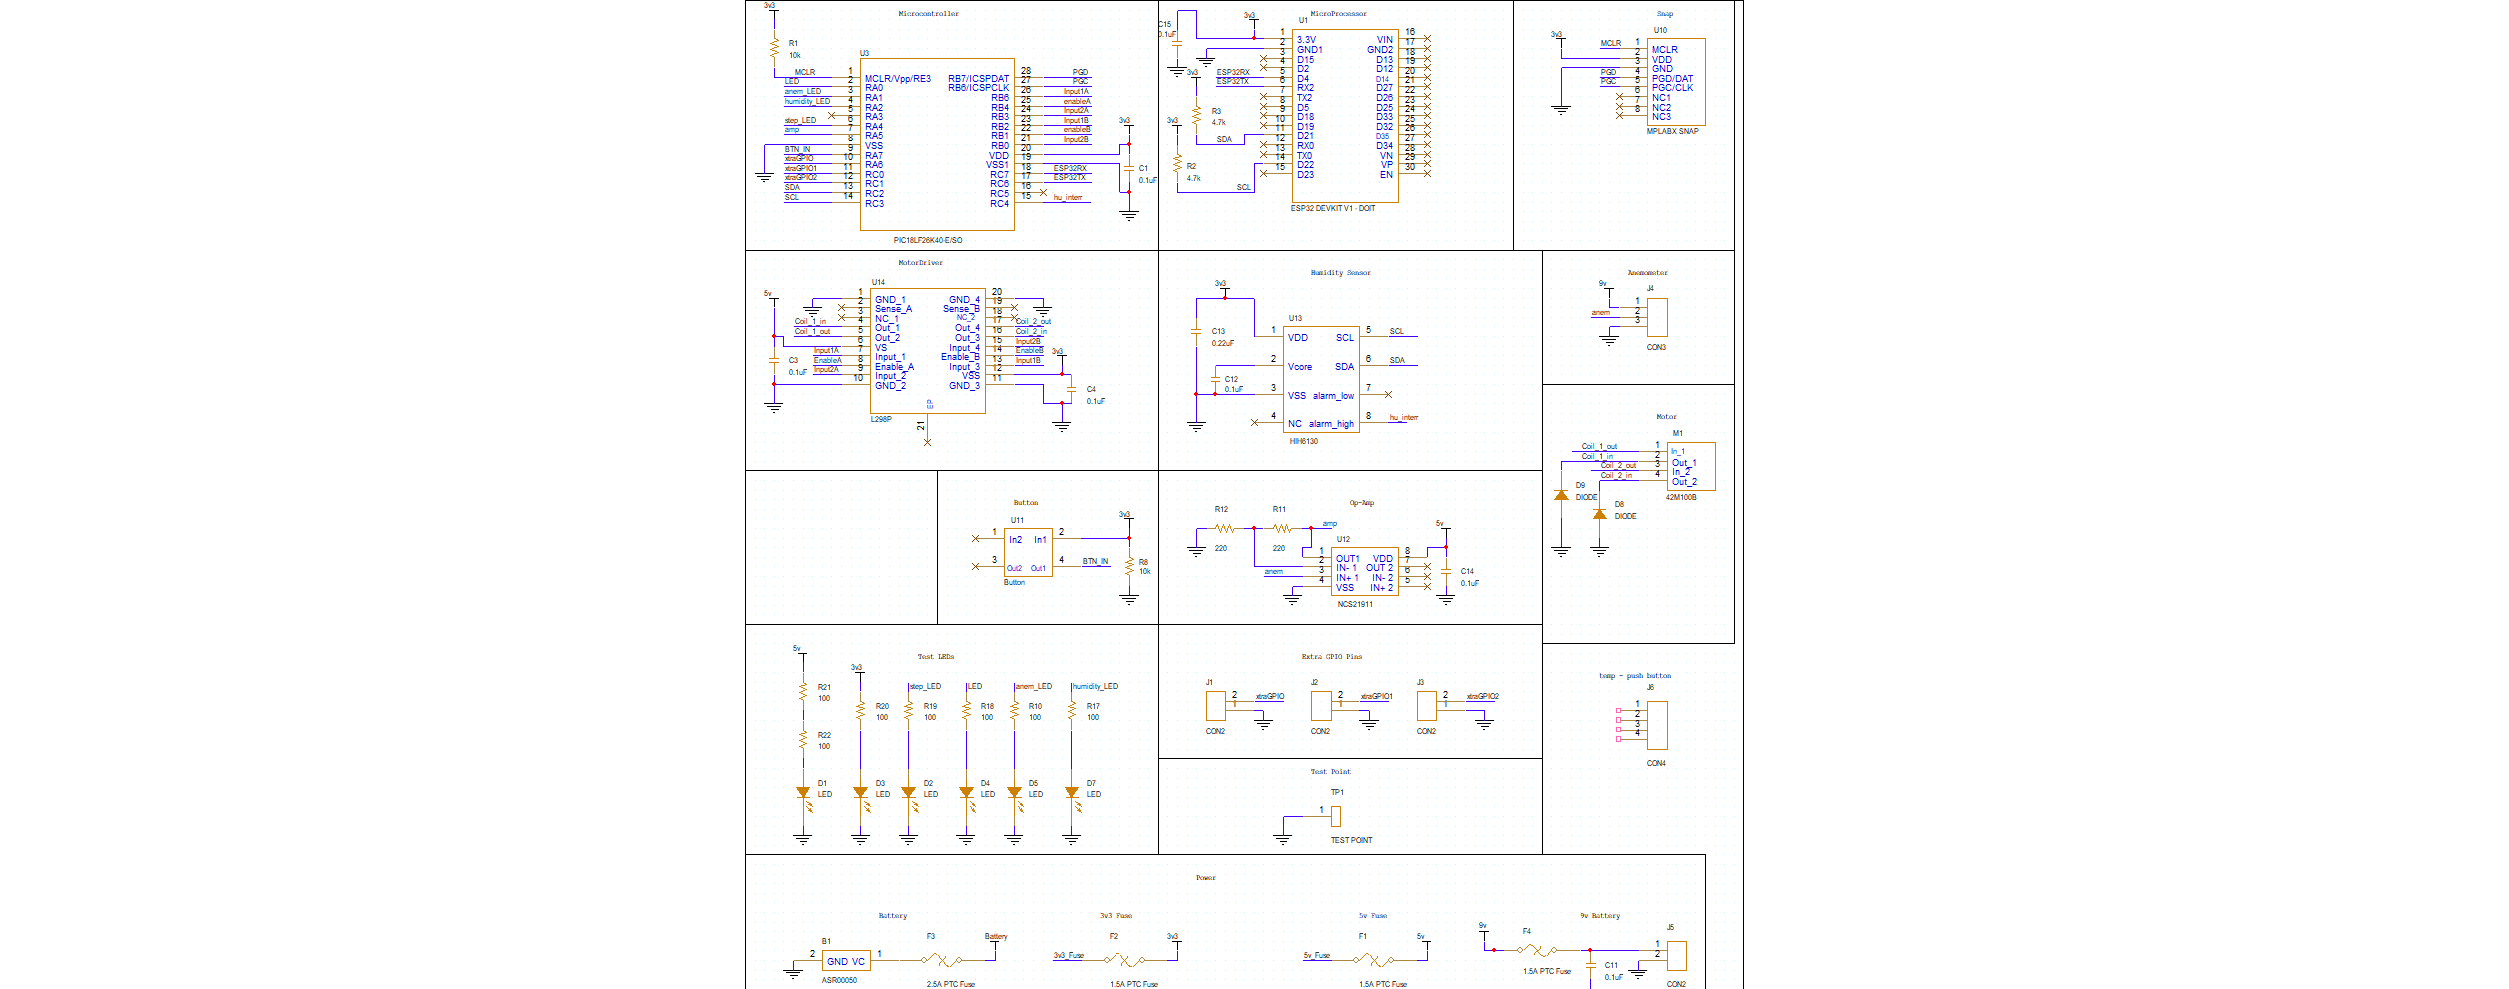 Microcontroller
3v3
R1
10k
U3
MCLR 1 MCLR/Vpp/RE3
LED 2 RA0
anem_LED 3 RA1
humidity_LED 4 RA2
5 RA3
step_LED 6 RA4
amp 7 RA5
8 VSS
BTN_IN 9 RA7
xtraGPIO 10 RA6
xtraGPIO1 11 RC0
xtraGPIO2 12 RC1
SDA 13 RC2
SCL 14 RC3
RB7/ICSPDAT 28 PGD
RB6/ICSPCLK 27 PGC
RB6 26 Input1A
RB4 25 enableA
RB3 24 Input2A
RB2 23 Input1B
RB1 22 enableB
RB0 21 Input2B
VDD 20
VSS1 19
RC7 18 ESP32RX
RC6 17 ESP32TX
RC5 16
RC4 15 hu_interr
3v3
C1
0.1uF
PIC18LF26K40-E/SO
MicroProcessor
C15
0.1uF
3v3
U1
1 3.3V
2 GND1
3 D15
4 D2
ESP32RX 5 D4
ESP32TX 6 RX2
7 TX2
8 D5
9 D18
10 D19
SDA 11 D21
12 RX0
13 TX0
SCL 14 D22
15 D23
VIN 16
GND2 17
D13 18
D12 19
D14 20
D27 21
D26 22
D25 23
D33 24
D32 25
D35 26
D34 27
VN 28
VP 29
EN 30
3v3
R3
4.7k
3v3
R2
4.7k
ESP32 DEVKIT V1 - DOIT
Snap
U10
3v3
MCLR 1 MCLR
2 VDD
3 GND
PGD 4 PGD/DAT
PGC 5 PGC/CLK
6 NC1
7 NC2
8 NC3
MPLABX SNAP
MotorDriver
5v
U14
1 GND_1
2 Sense_A
3 NC_1
Coil_1_in 4 Out_1
Coil_1_out 5 Out_2
6 VS
Input1A 7 Input_1
EnableA 8 Enable_A
Input2A 9 Input_2
10 GND_2
GND_4 20
Sense_B 19
NC_2 18
Out_4 17 Coil_2_out
Out_3 16 Coil_2_in
Input_4 15 Input2B
Enable_B 14 EnableB
Input_3 13 Input1B
VSS 12
GND_3 11
EP 21
C3
0.1uF
3v3
C4
0.1uF
L298P
Humidity Sensor
3v3
C13
0.22uF
C12
0.1uF
U13
1 VDD
2 Vcore
3 VSS
4 NC
SCL 5 SCL
SDA 6 SDA
alarm_low 7
alarm_high 8 hu_interr
HIH6130
Anemometer
9v
J4
1
anem 2
3
CON3
Motor
M1
Coil_1_out 1 In_1
Coil_1_in 2 Out_1
Coil_2_out 3 In_2
Coil_2_in 4 Out_2
42M100B
D9
DIODE
D8
DIODE
Button
U11
1 In2
3 Out2
In1 2
Out1 4 BTN_IN
Button
3v3
R8
10k
Op-Amp
R12
220
R11
220
amp
U12
1 OUT1
2 IN- 1
anem 3 IN+ 1
4 VSS
VDD 8
OUT 2 7
IN- 2 6
IN+ 2 5
NCS21911
5v
C14
0.1uF
Test LEDs
5v
R21
100
R22
100
D1
LED
3v3
R20
100
D3
LED
step_LED
R19
100
D2
LED
LED
R18
100
D4
LED
anem_LED
R10
100
D5
LED
humidity_LED
R17
100
D7
LED
Extra GPIO Pins
J1
2 xtraGPIO
1
CON2
J2
2 xtraGPIO1
1
CON2
J3
2 xtraGPIO2
1
CON2
temp - push button
J6
1
2
3
4
CON4
Test Point
TP1
1
TEST POINT
Power
Battery
B1
2 GND VC 1
ASR00050
F3
Battery
2.5A PTC Fuse
3v3 Fuse
3v3_Fuse
F2
3v3
1.5A PTC Fuse
5v Fuse
5v_Fuse
F1
5v
1.5A PTC Fuse
9v Battery
9v
F4
1.5A PTC Fuse
C11
0.1uF
J5
1
2
CON2